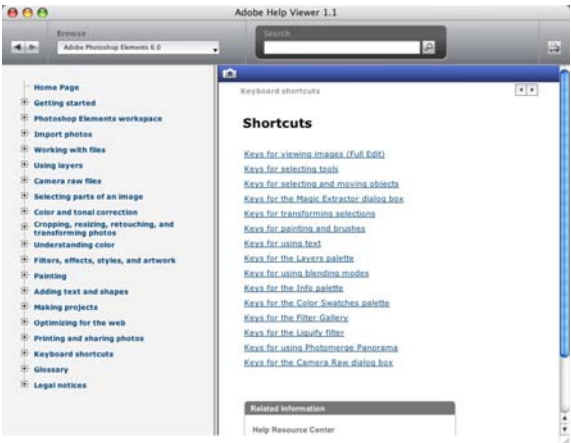 Adobe Help Viewer 1.1
Browse
Adobe Photoshop Elements 6.0
Search
Home Page
Getting started
Photoshop Elements workspace
Import photos
Working with files
Using layers
Camera raw files
Selecting parts of an image
Color and tonal correction
Cropping, resizing, retouching, and
transforming photos
Understanding color
Filters, effects, styles, and artwork
Painting
Adding text and shapes
Making projects
Optimizing for the web
Printing and sharing photos
Keyboard shortcuts
Glossary
Legal notices
Keyboard shortcuts
Shortcuts
Keys for viewing images (Full Edit)
Keys for selecting tools
Keys for selecting and moving objects
Keys for the Magic Extractor dialog box
Keys for transforming selections
Keys for painting and brushes
Keys for using text
Keys for the Layers palette
Keys for using blending modes
Keys for the Info palette
Keys for the Color Swatches palette
Keys for the Filter Gallery
Keys for the Liquify filter
Keys for using Photomerge Panorama
Keys for the Camera Raw dialog box
Related Information
Help Resource Center